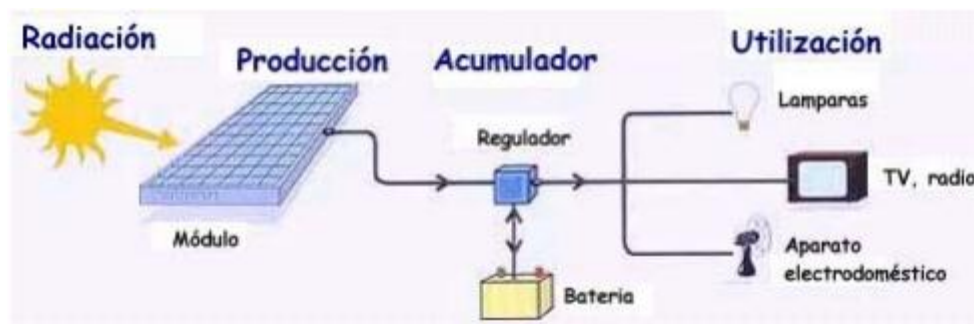 Radiación
Producción
Acumulador
Utilización
Lamparas
Regulador
TV, radio
Módulo
Aparato
electrodoméstico
Bateria